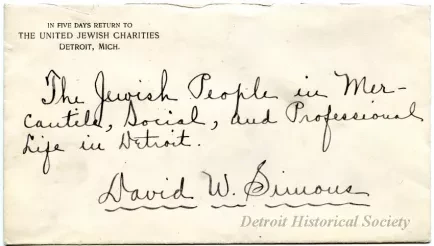 IN FIVE DAYS RETURN TO
THE UNITED JEWISH CHARITIES
DETROIT, MICH.
The Jewish People in Mer-
cantile, Social, and Professional
Life in Detroit.
David W. Simons
Detroit Historical Society